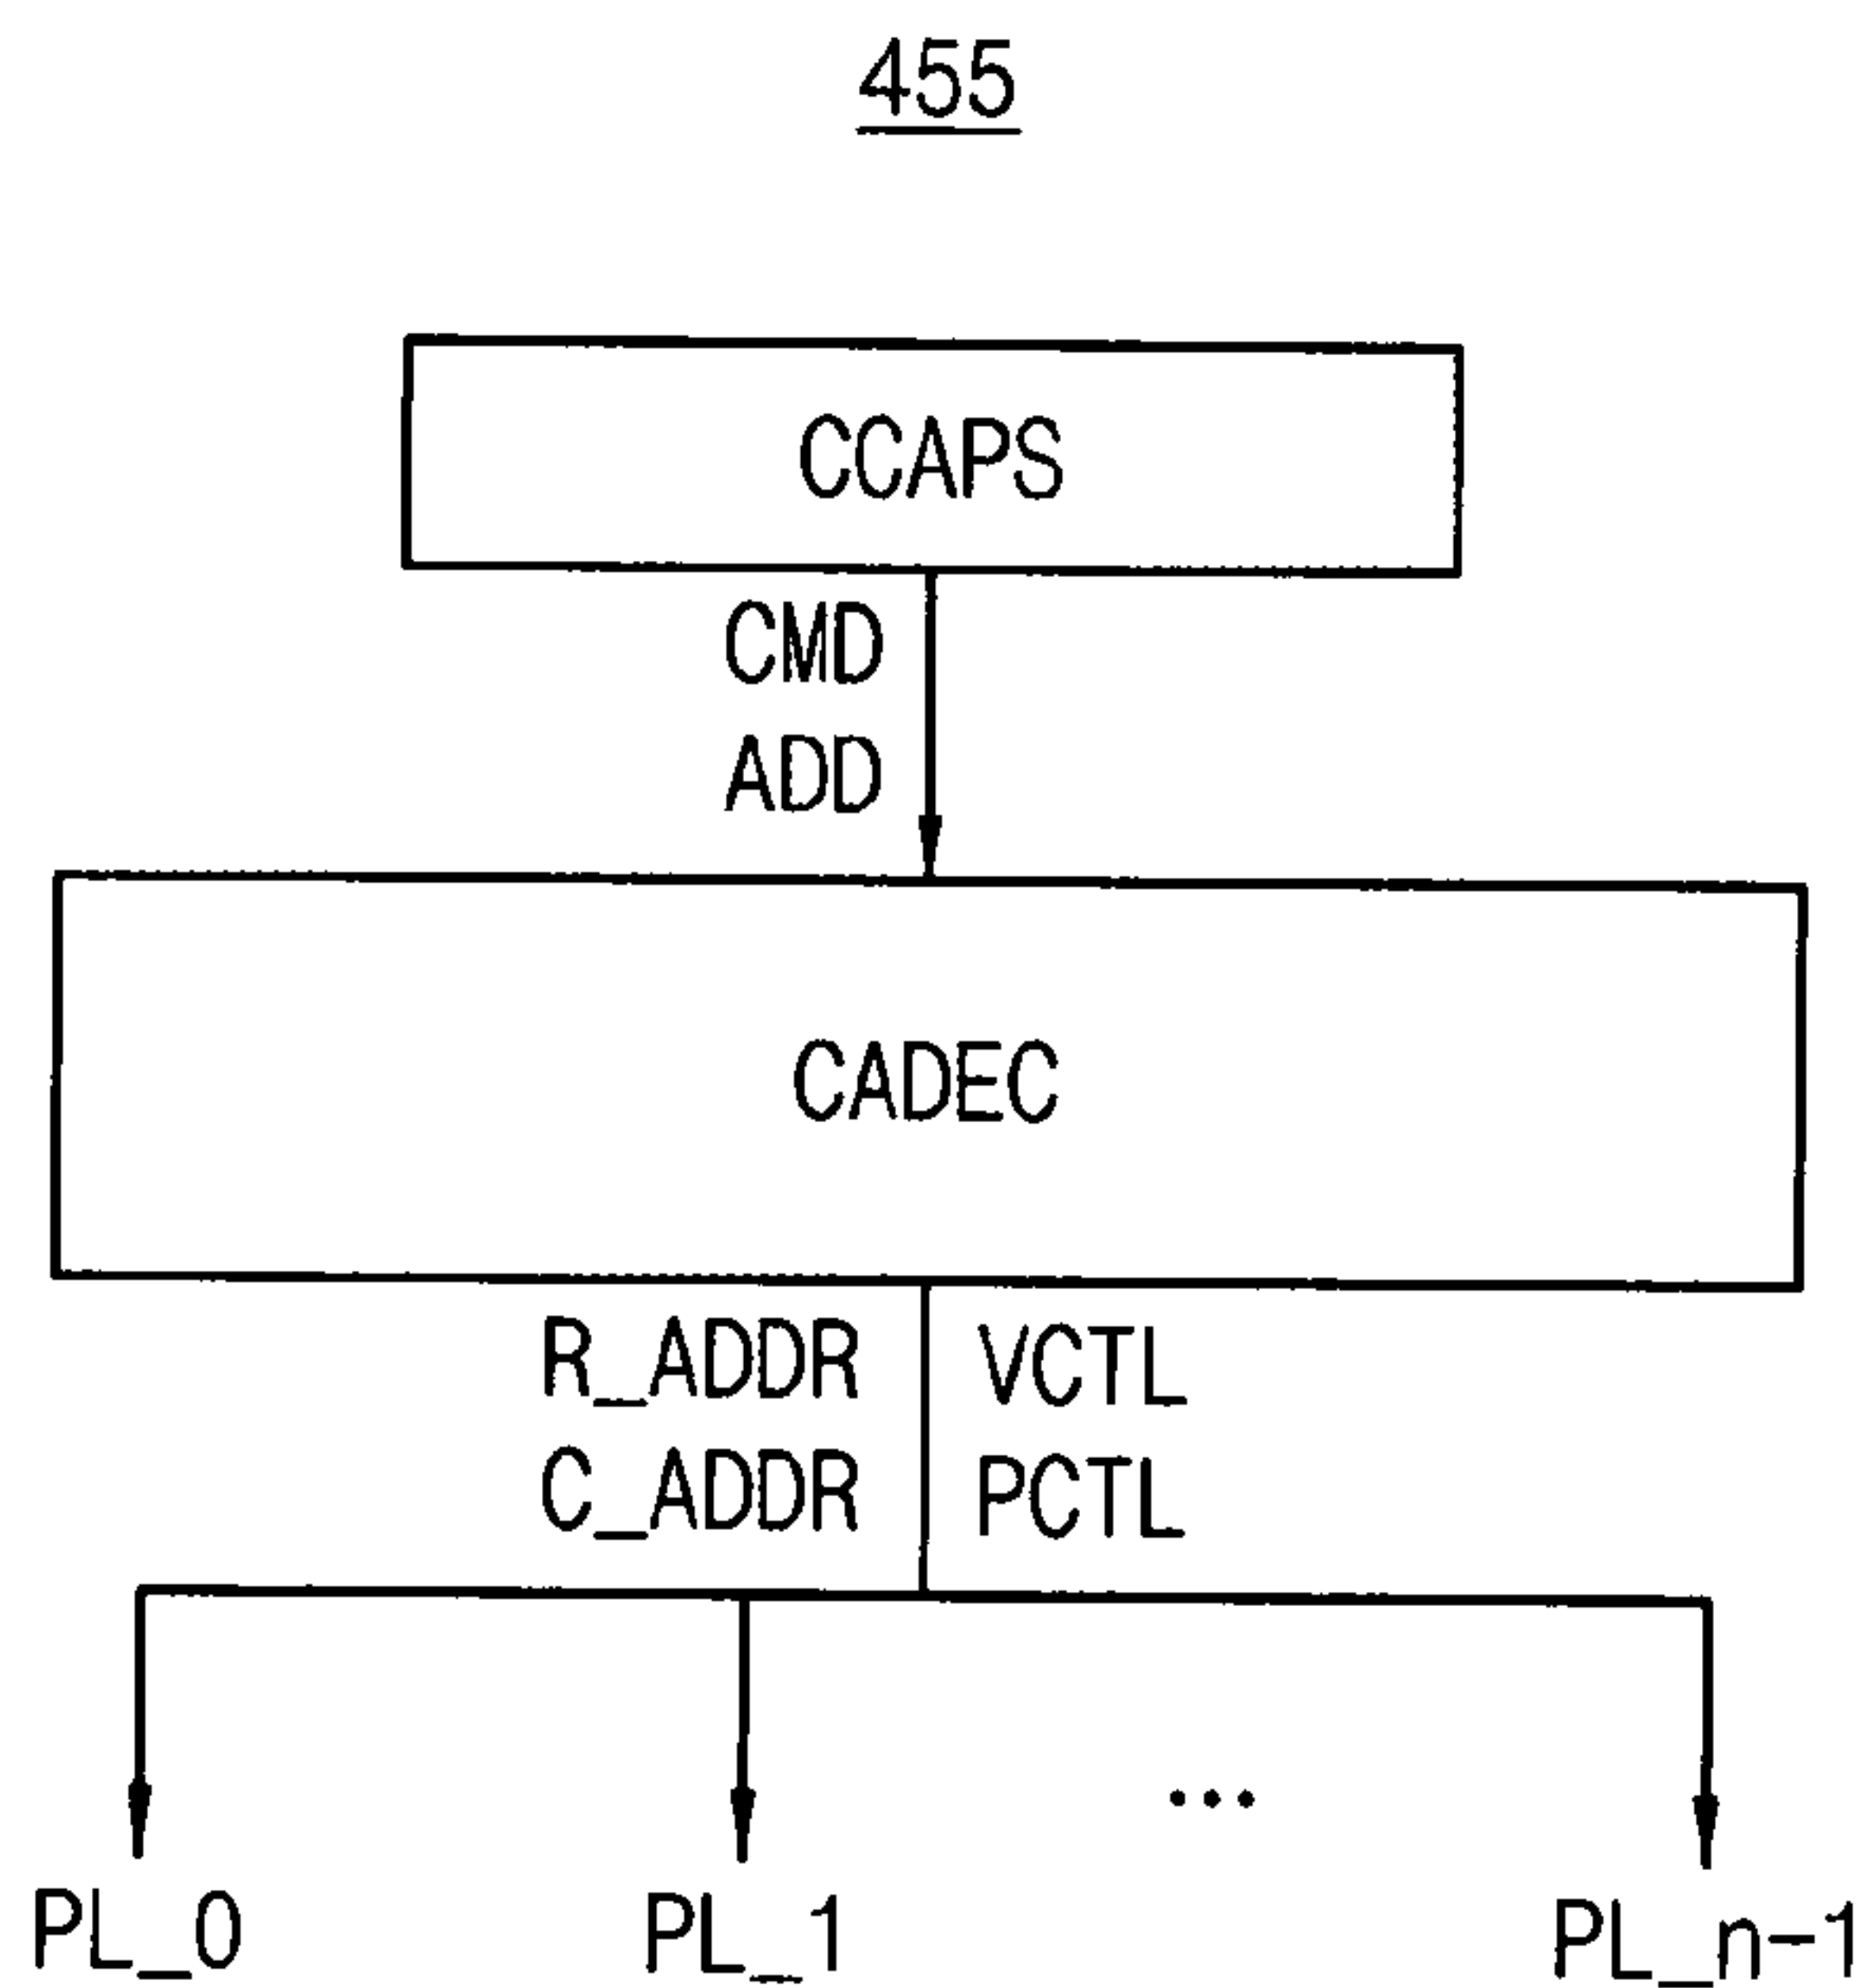 455
CCAPS
CMD
ADD
CADEC
R_ADDR VCTL
C_ADDR PCTL
...
PL_0 PL_1 PL_n-1